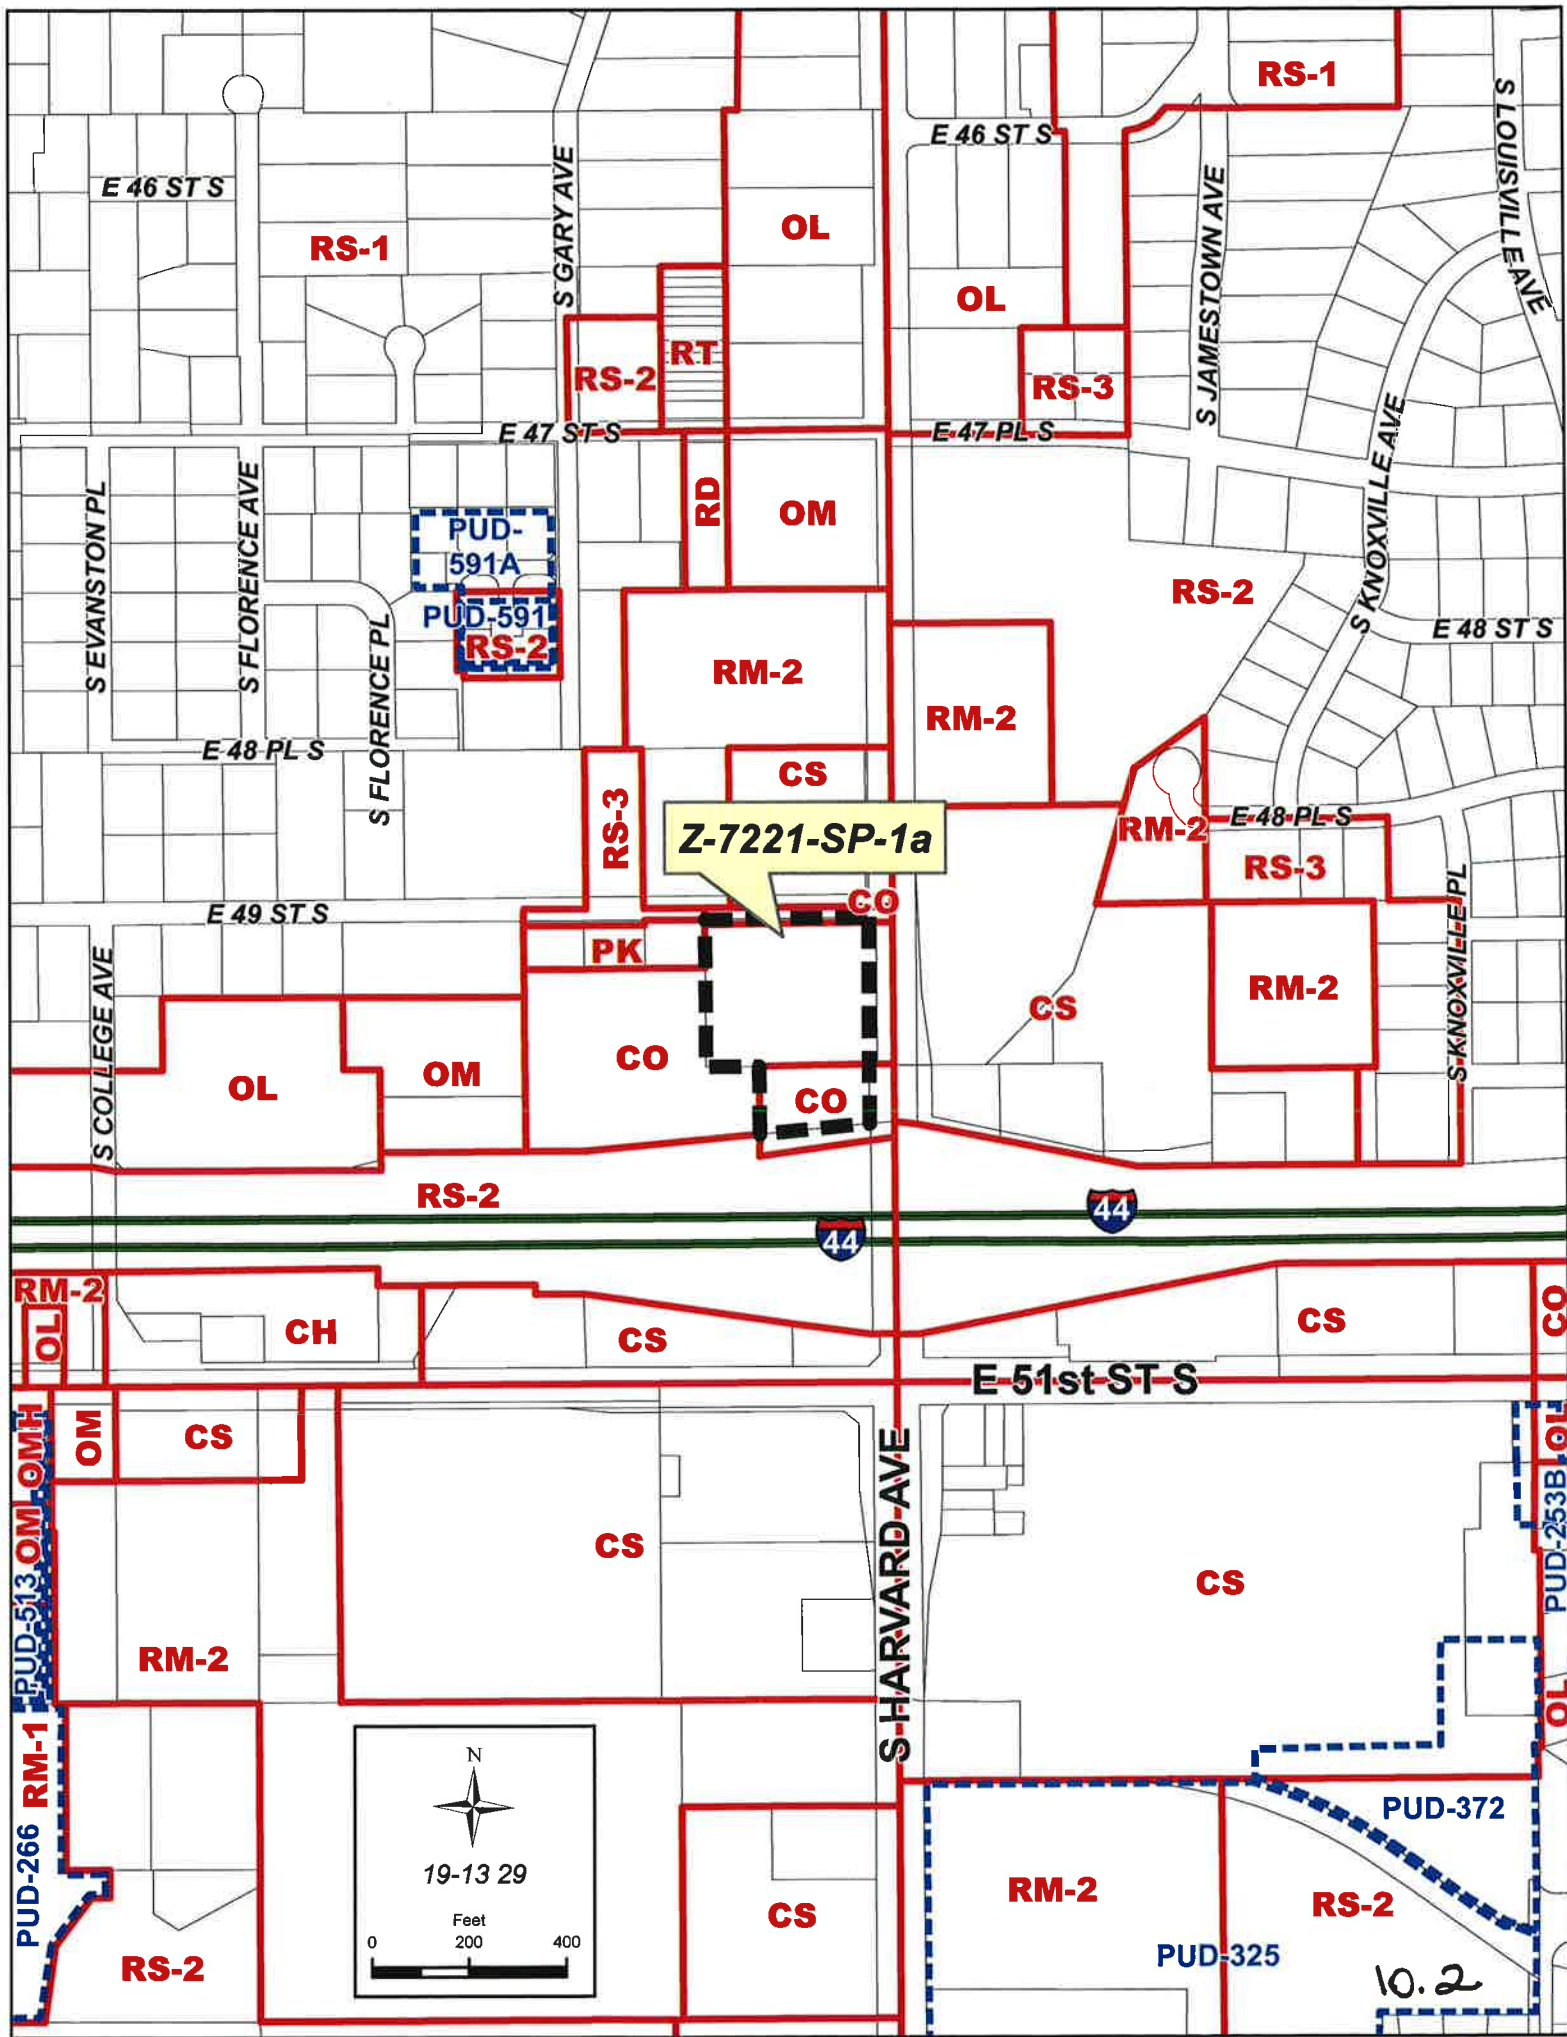 RS-1
S LOUISVILLE AVE
E 46 ST S
E 46 ST S
S GARY AVE
S JAMESTOWN AVE
OL
RS-1
OL
RT
RS-2
RS-3
E 47 ST S
E 47 PL S
S KNOXVILLE AVE
S EVANSTON PL
S FLORENCE AVE
RD
OM
PUD-
591A
RS-2
PUD-591
RS-2
S FLORENCE PL
E 48 ST S
RM-2
RM-2
E 48 PL S
CS
RS-3
Z-7221-SP-1a
RM-2
E 48 PL S
RS-3
CO
E 49 ST S
PK
S COLLEGE AVE
RM-2
CS
S KNOXVILLE PL
CO
OM
OL
CO
RS-2
44
44
RM-2
OL
CH
CS
CS
CO
E 51st ST S
OMH
OM
CS
OL
S HARVARD AVE
OM
PUD-513
CS
CS
PUD-253B
RM-2
OL
RM-1
PUD-266
N
19-13 29
Feet
0 200 400
PUD-372
RM-2
RS-2
CS
PUD-325
RS-2
10.2